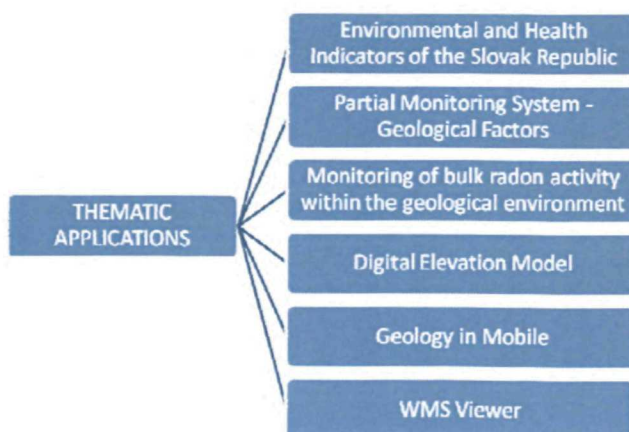 Environmental and Health
Indicators of the Slovak Republic
Partial Monitoring System -
Geological Factors
Monitoring of bulk radon activity
within the geological environment
THEMATIC
APPLICATIONS
Digital Elevation Model
Geology in Mobile
WMS Viewer